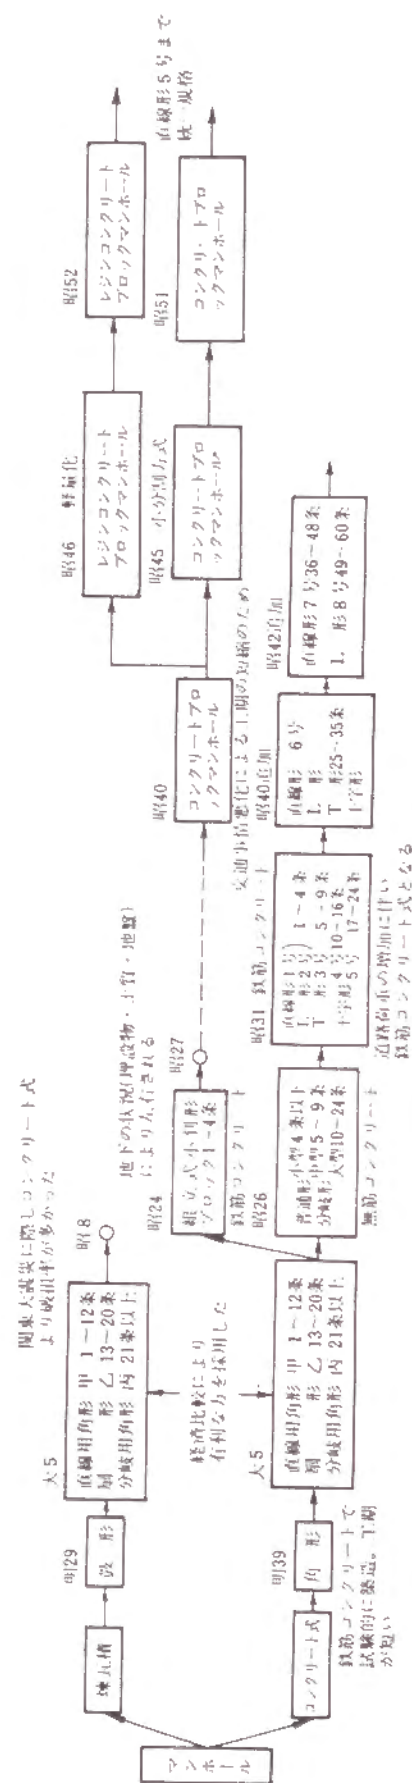 マンホール
煉瓦積
明29
鼓形
関東大震災に際しコンクリート式
より破損率が多かった
大5
直線用角形 甲 1～12条
扇形 乙 13～20条
分岐用角形 丙 21条以上
昭8
経済比較により
有利な方を採用した
コンクリート式
鉄筋コンクリートで
試験的に築造。工期
が短い
明39
角形
大5
直線用角形 甲 1～12条
扇形 乙 13～20条
分岐用角形 丙 21条以上
地下の状況(埋設物・土質・地盤)
により左右される
昭24
組立式小判形
ブロック1～4条
鉄筋コンクリート
昭27
昭26
普通形小型4条以下
分岐形中型5～9条
大型10～24条
無筋コンクリート
昭31 鉄筋コンクリート
直線形1号
L形2号 1～4条
T形3号 5～9条
十字形4号10～16条
5号 17～24条
道路荷重の増加に伴い
鉄筋コンクリート式となる
昭40追加
直線形 6号
L形
T形25～35条
十字形
昭42追加
直線形7号36～48条
L形8号49～60条
昭40
コンクリートブロ
ックマンホール
交通事情悪化による工期の短縮のため
昭46 軽量化
レジンコンクリート
ブロックマンホール
昭45 小分割方式
コンクリートブロ
ックマンホール
昭52
レジンコンクリート
ブロックマンホール
昭51
コンクリートブロ
ックマンホール
直線形5号まで
統一規格